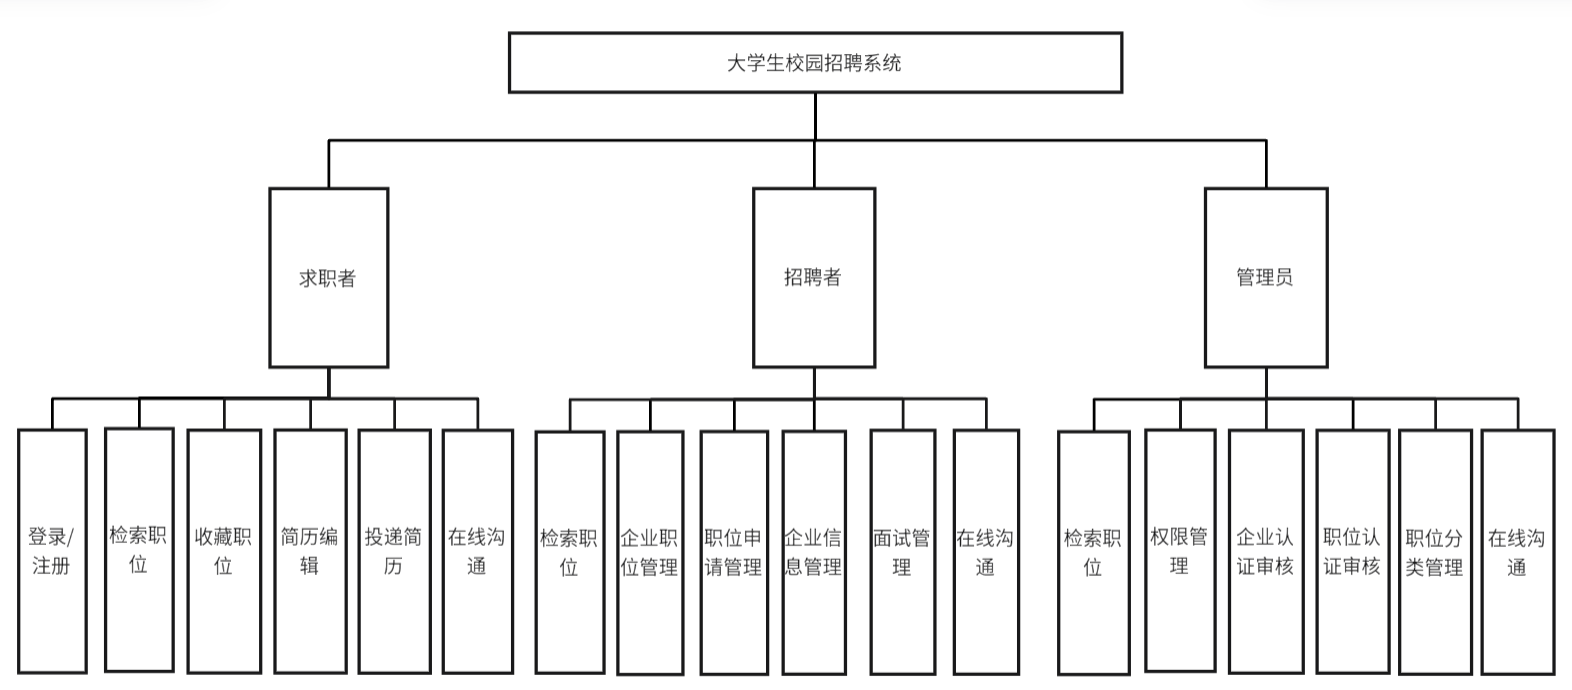 大学生校园招聘系统
求职者
招聘者
管理员
登录/
注册
检索职
位
收藏职
位
简历编
辑
投递简
历
在线沟
通
检索职
位
企业职
位管理
职位申
请管理
企业信
息管理
面试管
理
在线沟
通
检索职
位
权限管
理
企业认
证审核
职位认
证审核
职位分
类管理
在线沟
通